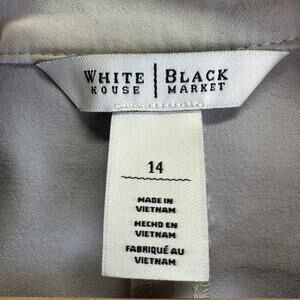 WHITE | BLACK
HOUSE | MARKET
14
MADE IN
VIETNAM
HECHO EN
VIETNAM
FABRIQUÉ AU
VIETNAM